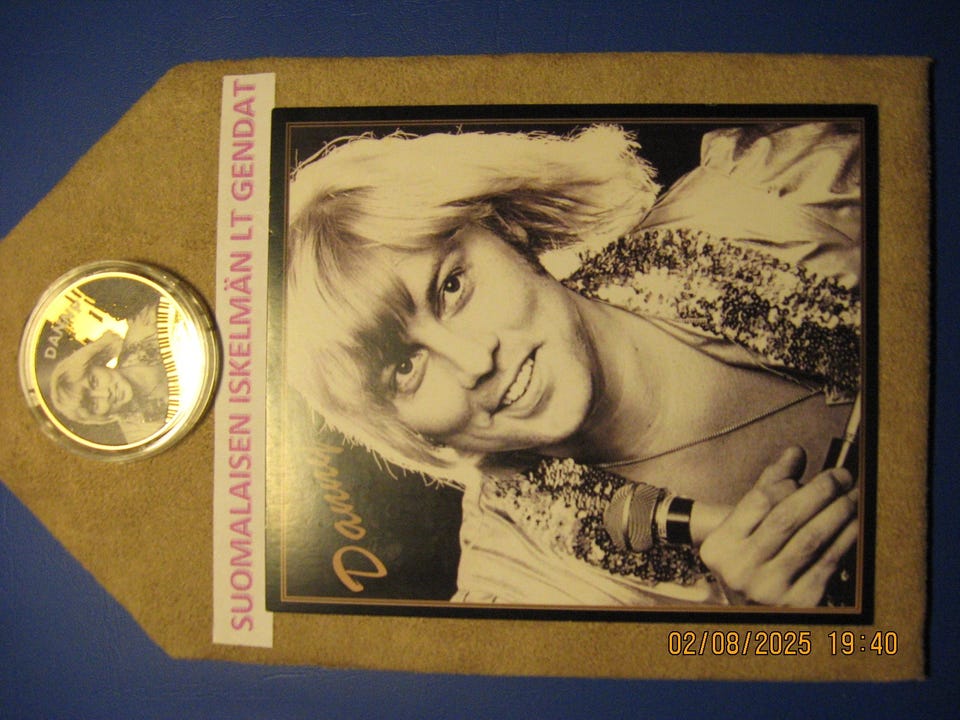 SUOMALAISEN ISKELMÄN LT GENDAT
Danny
02/08/2025 19:40